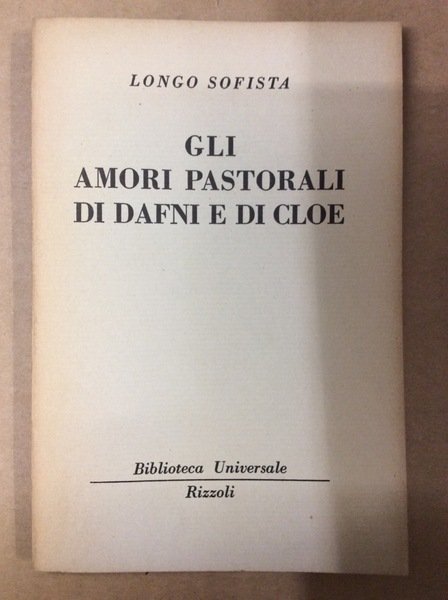 LONGO SOFISTA
GLI
AMORI PASTORALI
DI DAFNI E DI CLOE
Biblioteca Universale
Rizzoli